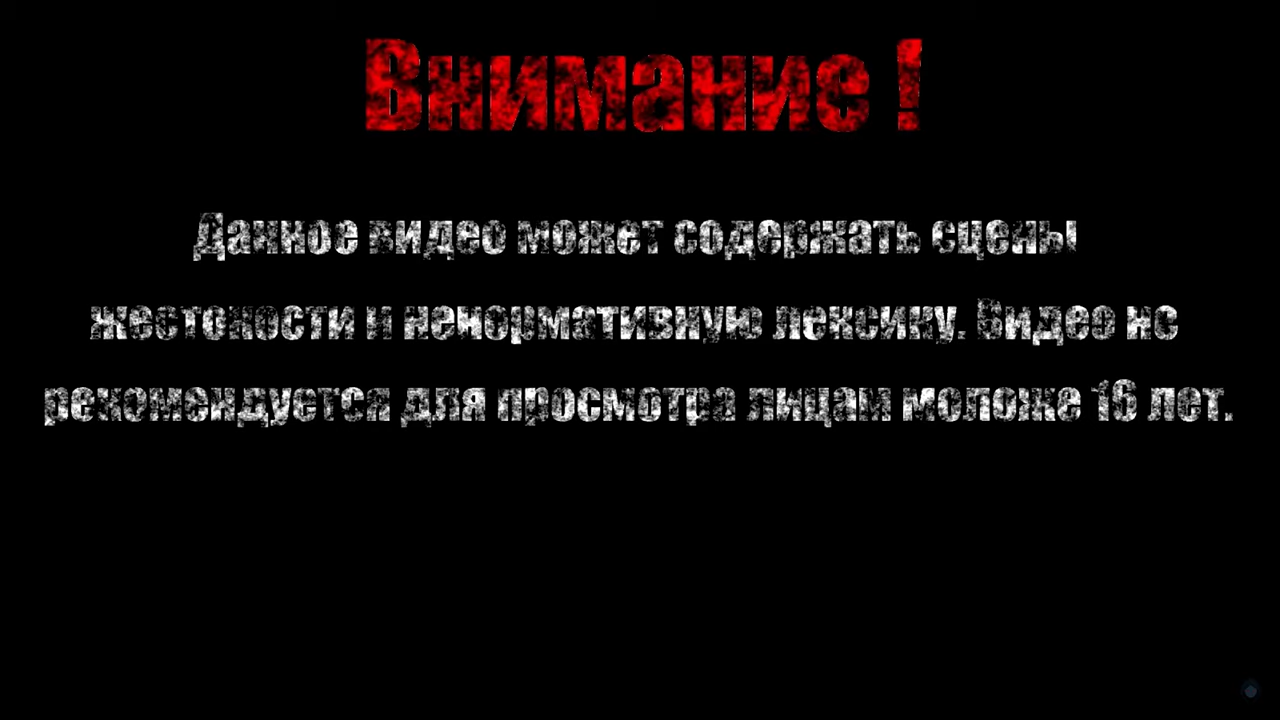 Внимание !
Данное видео может содержать сцены
жестокости и ненормативную лексику. Видео не
рекомендуется для просмотра лицам моложе 16 лет.